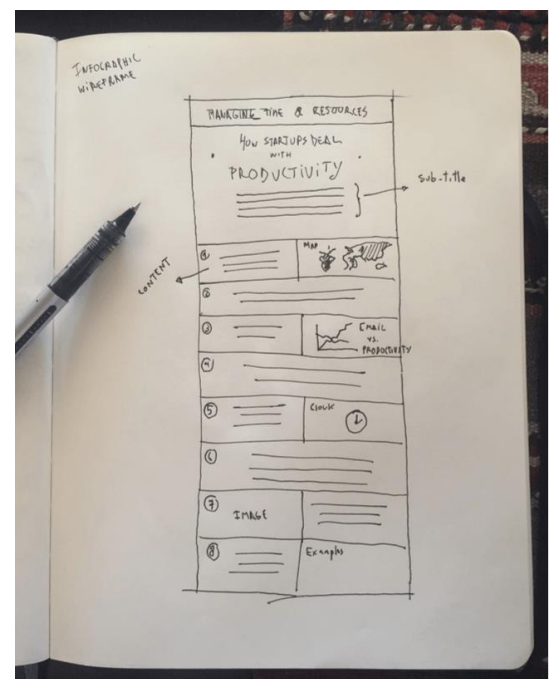 INFOGRAPHIC
WIREFRAME
MANAGING TIME & RESOURCES
HOW STARTUPS DEAL
WITH
PRODUCTIVITY
Sub-title
CONTENT
1
MAP
2
3
EMAIL
vs.
PRODUCTIVITY
4
5
Clock
6
7
IMAGE
8
Examples